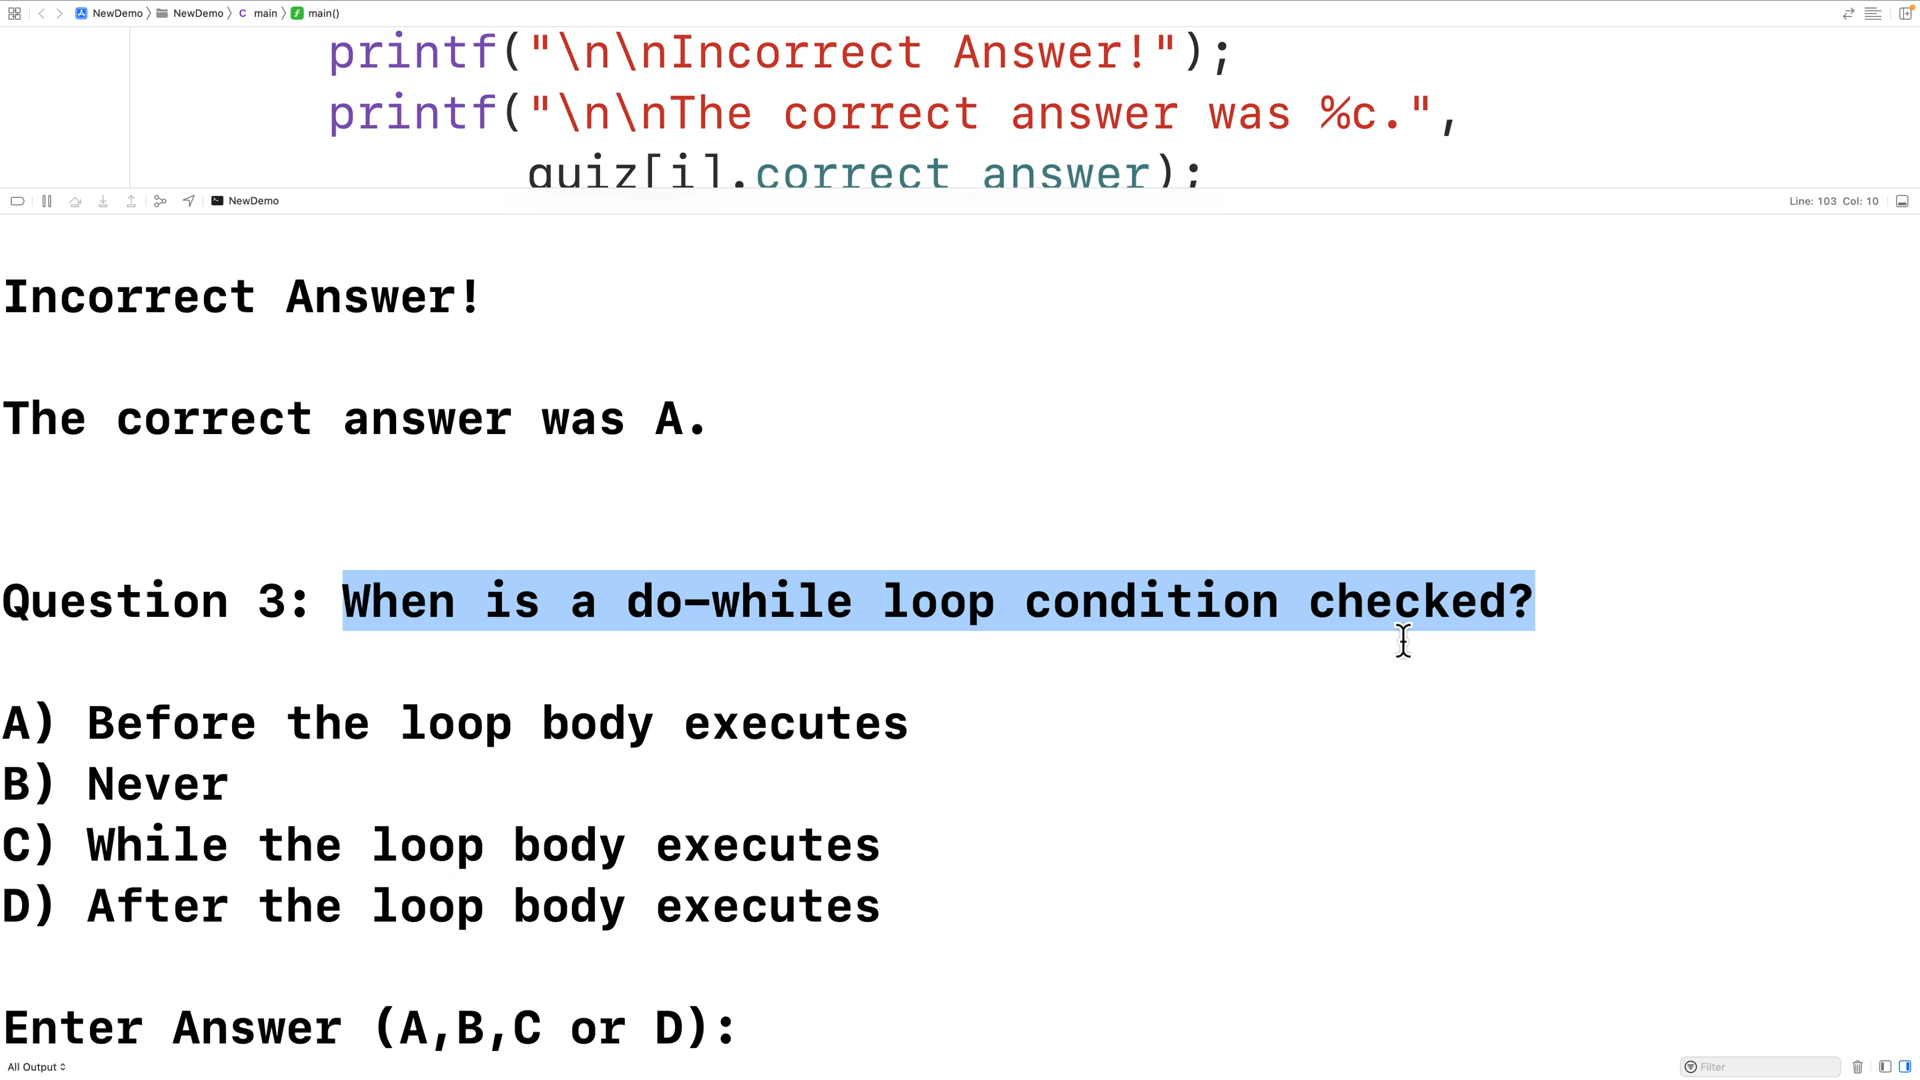 NewDemo NewDemo C main f main()
printf("\n\nIncorrect Answer!");
printf("\n\nThe correct answer was %c.",
quiz[i].correct_answer);
NewDemo Line: 103 Col: 10
Incorrect Answer!
The correct answer was A.
Question 3: When is a do-while loop condition checked?
A) Before the loop body executes
B) Never
C) While the loop body executes
D) After the loop body executes
Enter Answer (A,B,C or D):
All Output Filter